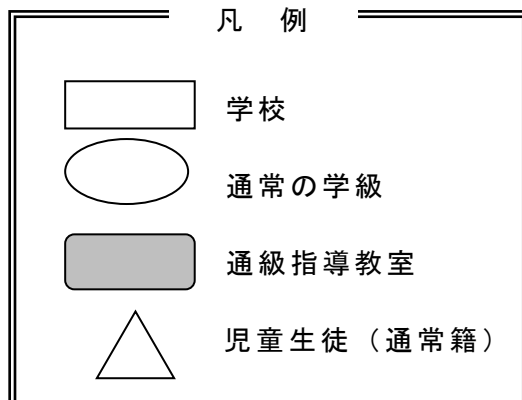 凡 例
学校
通常の学級
通級指導教室
児童生徒（通常籍）